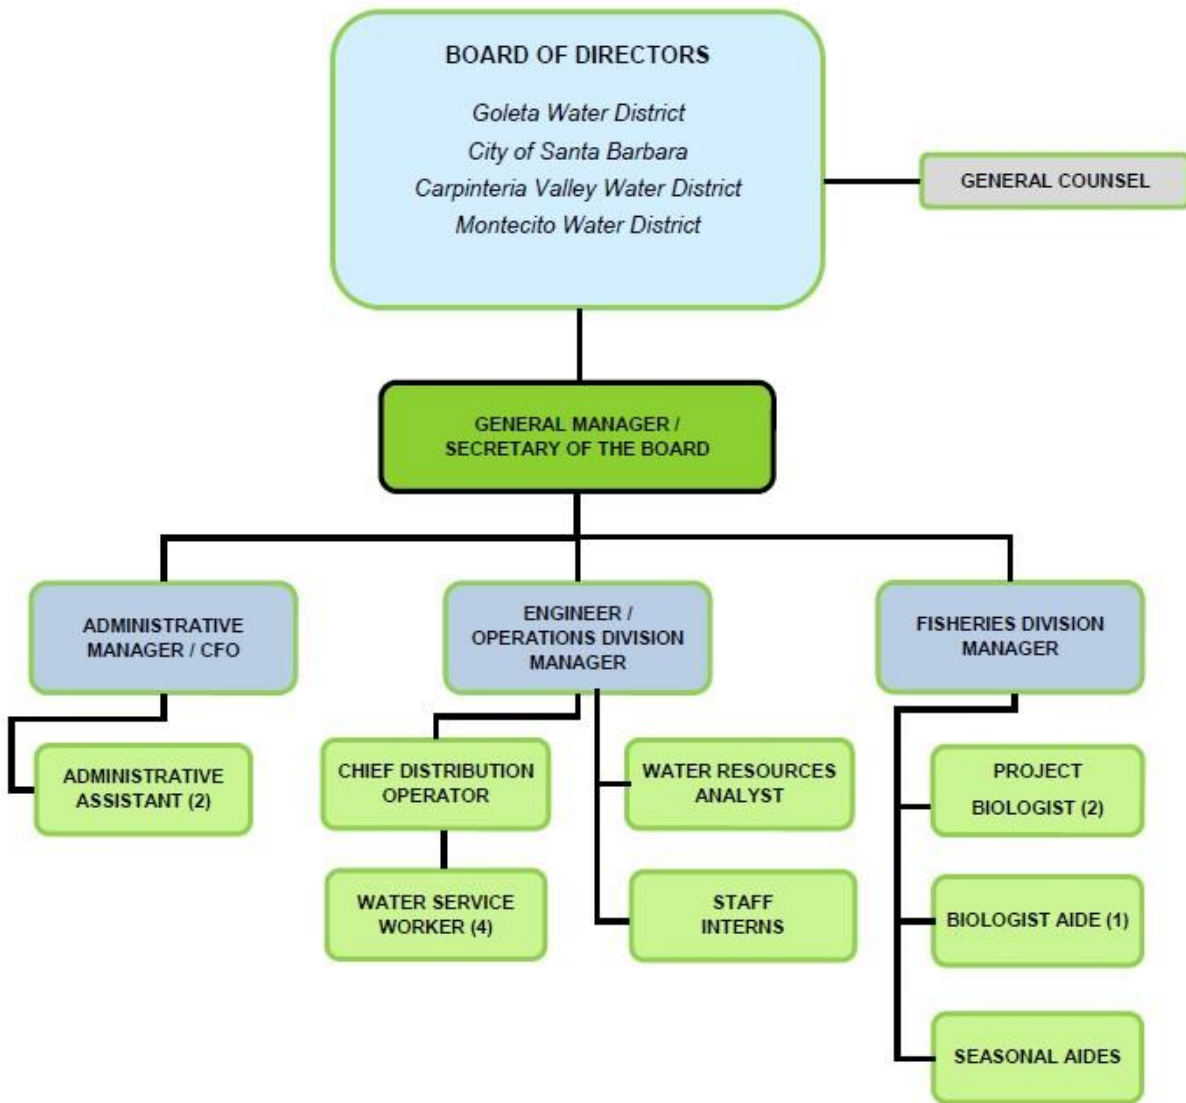 BOARD OF DIRECTORS
Goleta Water District
City of Santa Barbara
Carpinteria Valley Water District
Montecito Water District
GENERAL COUNSEL
GENERAL MANAGER /
SECRETARY OF THE BOARD
ADMINISTRATIVE
MANAGER / CFO
ENGINEER /
OPERATIONS DIVISION
MANAGER
FISHERIES DIVISION
MANAGER
ADMINISTRATIVE
ASSISTANT (2)
CHIEF DISTRIBUTION
OPERATOR
WATER RESOURCES
ANALYST
PROJECT
BIOLOGIST (2)
WATER SERVICE
WORKER (4)
STAFF
INTERNS
BIOLOGIST AIDE (1)
SEASONAL AIDES